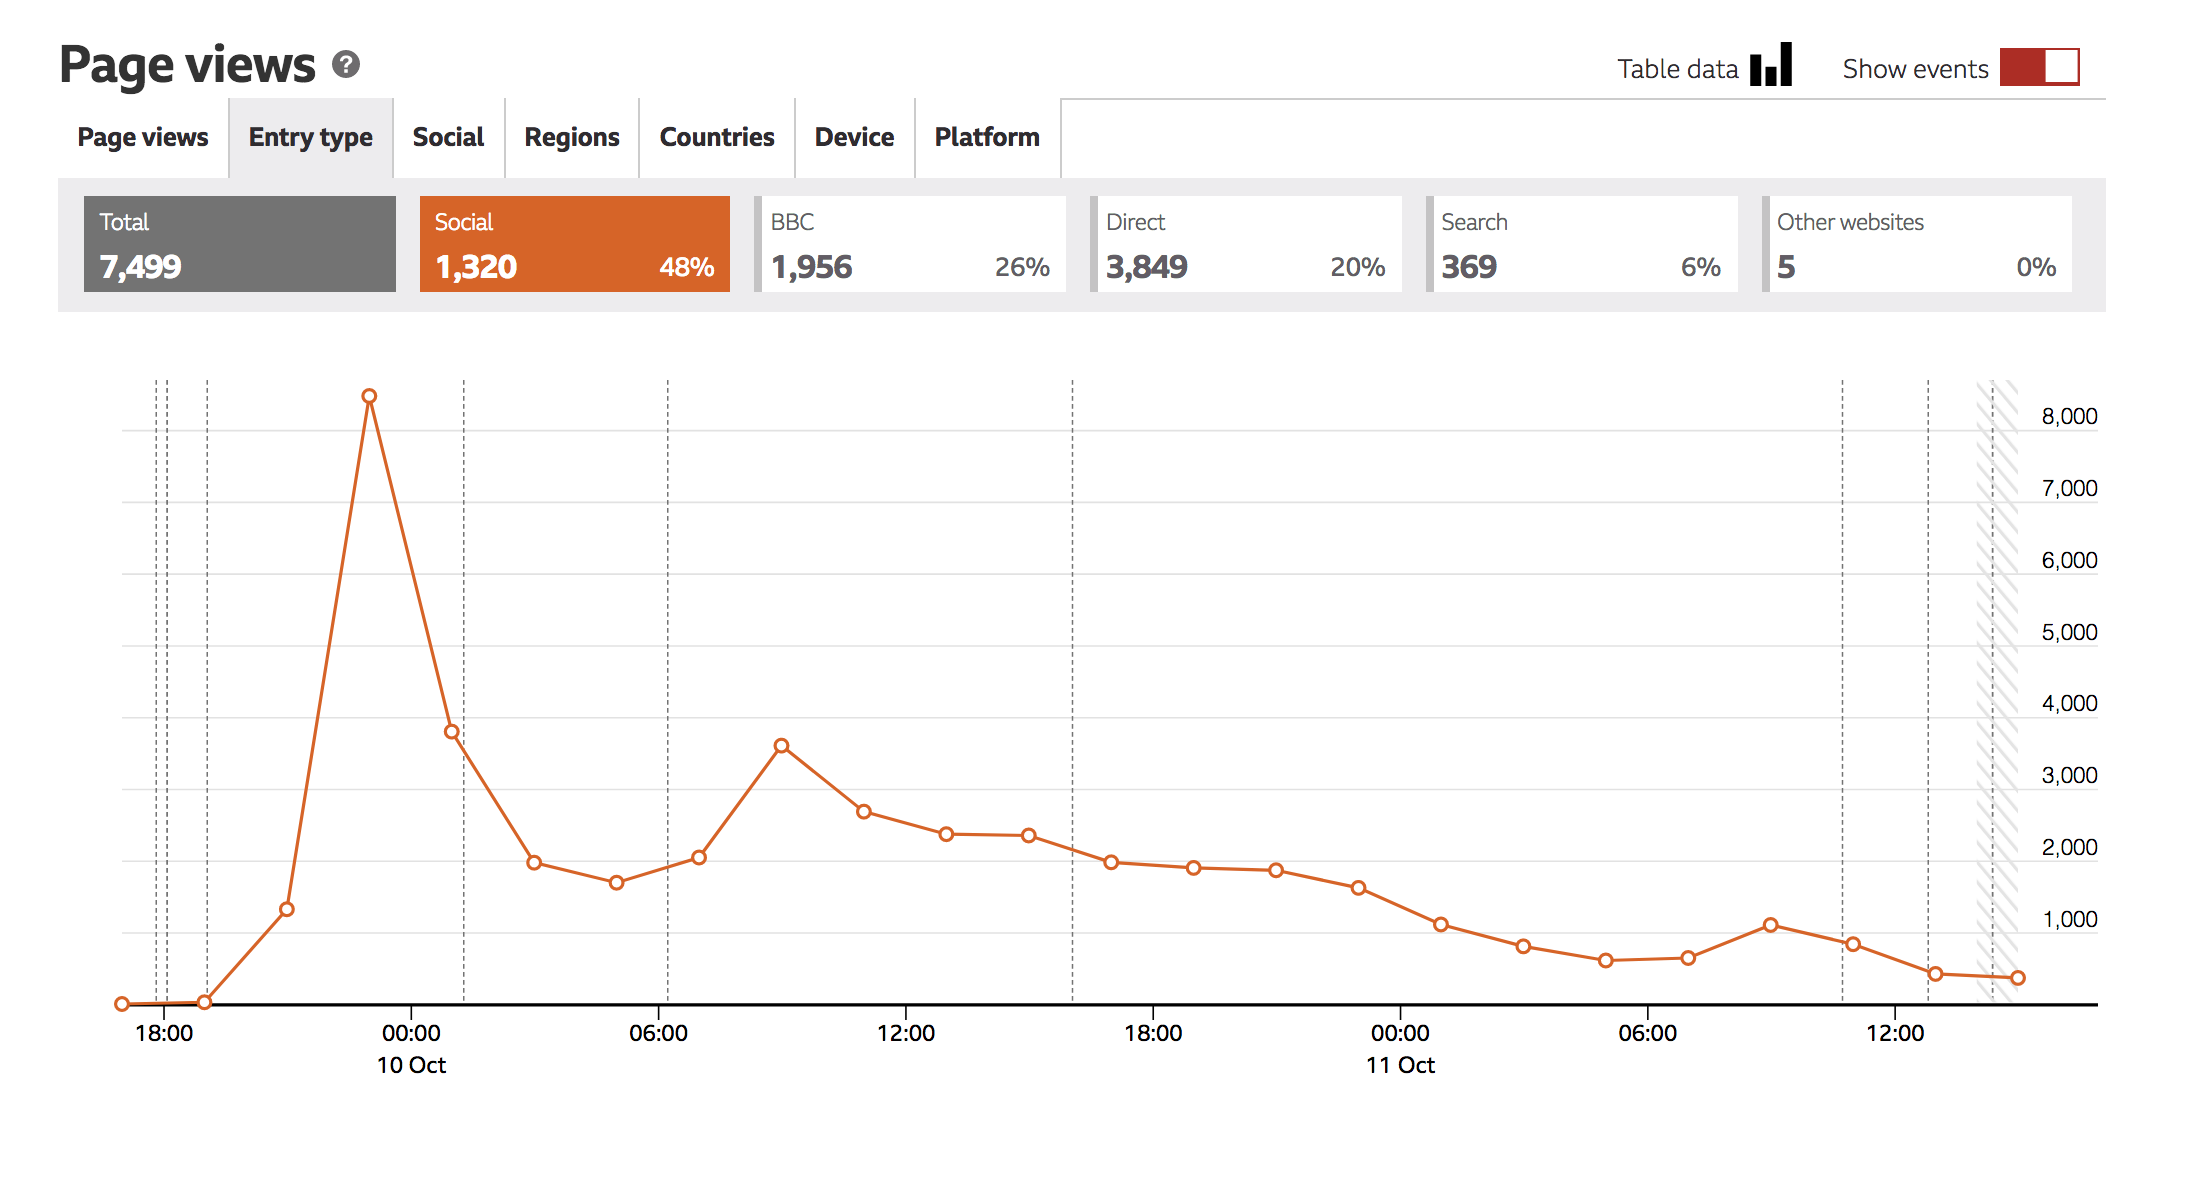 Page views ?
Table data
Show events
Page views Entry type Social Regions Countries Device Platform
Total
7,499
Social
1,320 48%
BBC
1,956 26%
Direct
3,849 20%
Search
369 6%
Other websites
5 0%
8,000
7,000
6,000
5,000
4,000
3,000
2,000
1,000
18:00 00:00 06:00 12:00 18:00 00:00 06:00 12:00
10 Oct 11 Oct